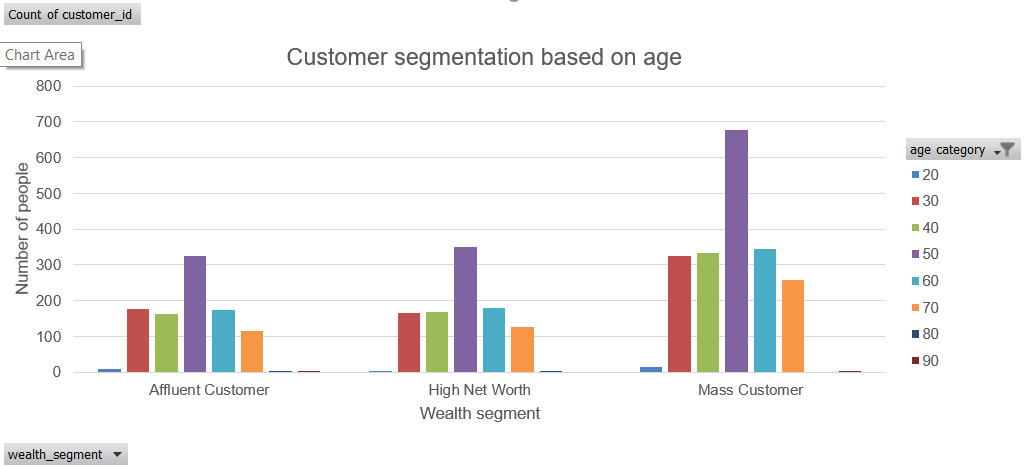 Count of customer_id
Chart Area
Customer segmentation based on age
800
700
600
500
400
300
200
100
0
Number of people
Affluent Customer
High Net Worth
Mass Customer
Wealth segment
age category
20
30
40
50
60
70
80
90
wealth_segment